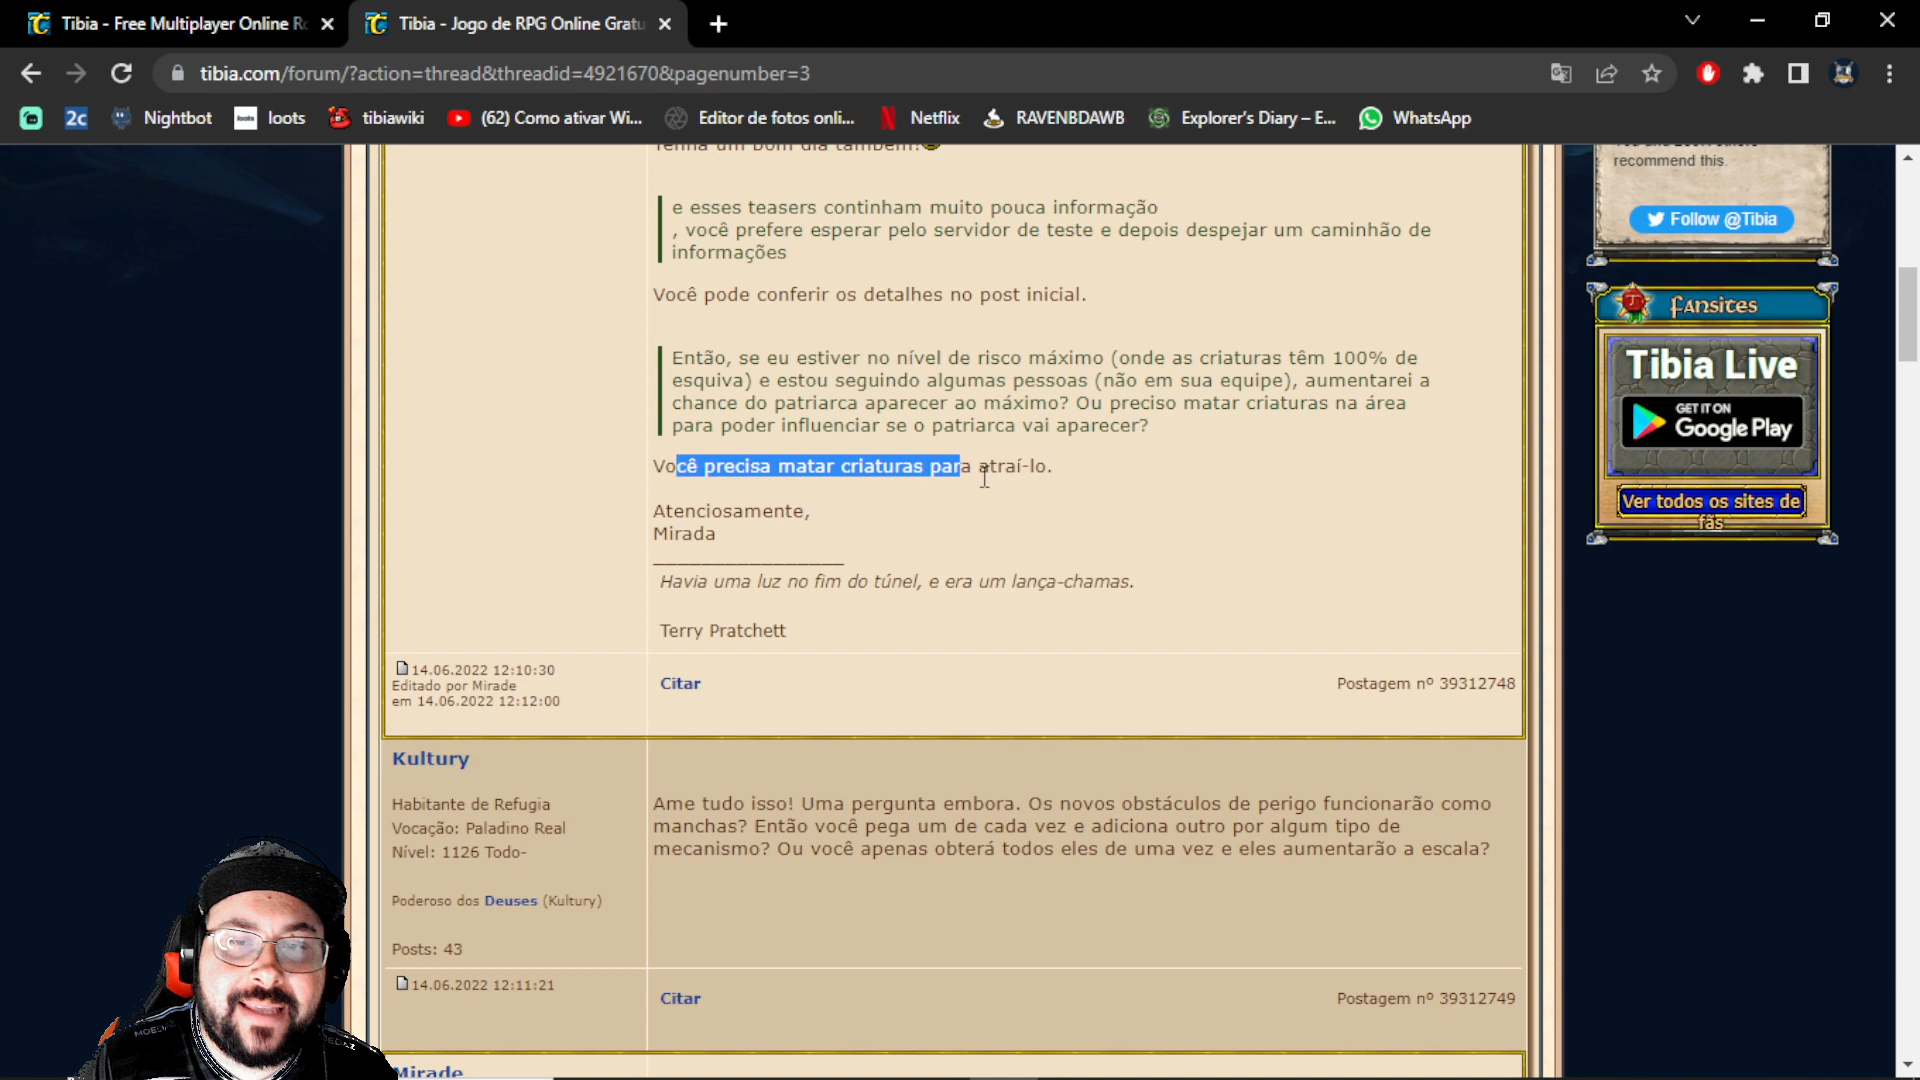 Tibia - Free Multiplayer Online Ro
Tibia - Jogo de RPG Online Gratu
tibia.com/forum/?action=thread&threadid=4921670&pagenumber=3
2c
Nightbot
loots
loots
tibiawiki
(62) Como ativar Wi...
Editor de fotos onli...
Netflix
RAVENBDAWB
Explorer's Diary – E...
WhatsApp
Tenha um bom dia também!
e esses teasers continham muito pouca informação
, você prefere esperar pelo servidor de teste e depois despejar um caminhão de
informações
Você pode conferir os detalhes no post inicial.
Então, se eu estiver no nível de risco máximo (onde as criaturas têm 100% de
esquiva) e estou seguindo algumas pessoas (não em sua equipe), aumentarei a
chance do patriarca aparecer ao máximo? Ou preciso matar criaturas na área
para poder influenciar se o patriarca vai aparecer?
Você precisa matar criaturas para atraí-lo.
Atenciosamente,
Mirada
Havia uma luz no fim do túnel, e era um lança-chamas.
Terry Pratchett
14.06.2022 12:10:30
Editado por Mirade
em 14.06.2022 12:12:00
Citar
Postagem nº 39312748
Kultury
Habitante de Refugia
Vocação: Paladino Real
Nível: 1126 Todo-
Poderoso dos Deuses (Kultury)
Posts: 43
Ame tudo isso! Uma pergunta embora. Os novos obstáculos de perigo funcionarão como
manchas? Então você pega um de cada vez e adiciona outro por algum tipo de
mecanismo? Ou você apenas obterá todos eles de uma vez e eles aumentarão a escala?
14.06.2022 12:11:21
Citar
Postagem nº 39312749
Mirade
recommend this.
Follow @Tibia
Fansites
Tibia Live
GET IT ON
Google Play
Ver todos os sites de
fãs